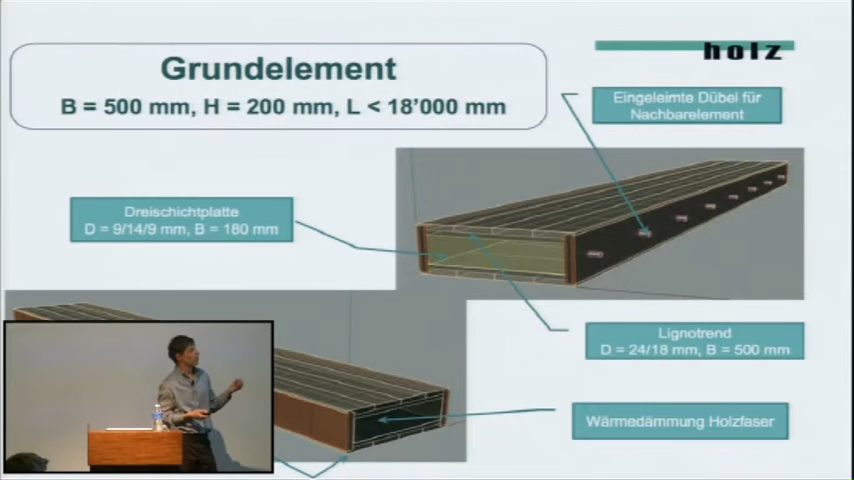 Grundelement
B = 500 mm, H = 200 mm, L < 18'000 mm
holz
Eingeleimte Dübel für
Nachbarelement
Dreischichtplatte
D = 9/14/9 mm, B = 180 mm
Lignotrend
D = 24/18 mm, B = 500 mm
Wärmedämmung Holzfaser